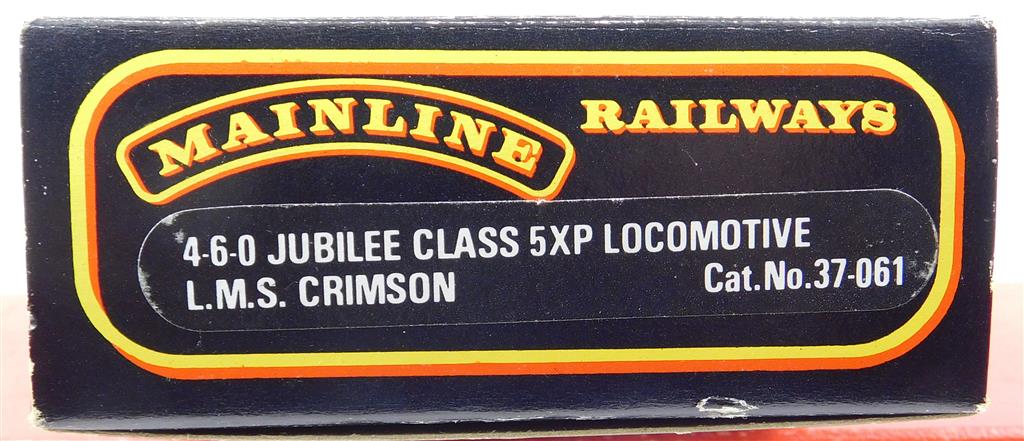 MAINLINE RAILWAYS
4-6-0 JUBILEE CLASS 5XP LOCOMOTIVE
L.M.S. CRIMSON Cat.No.37-061